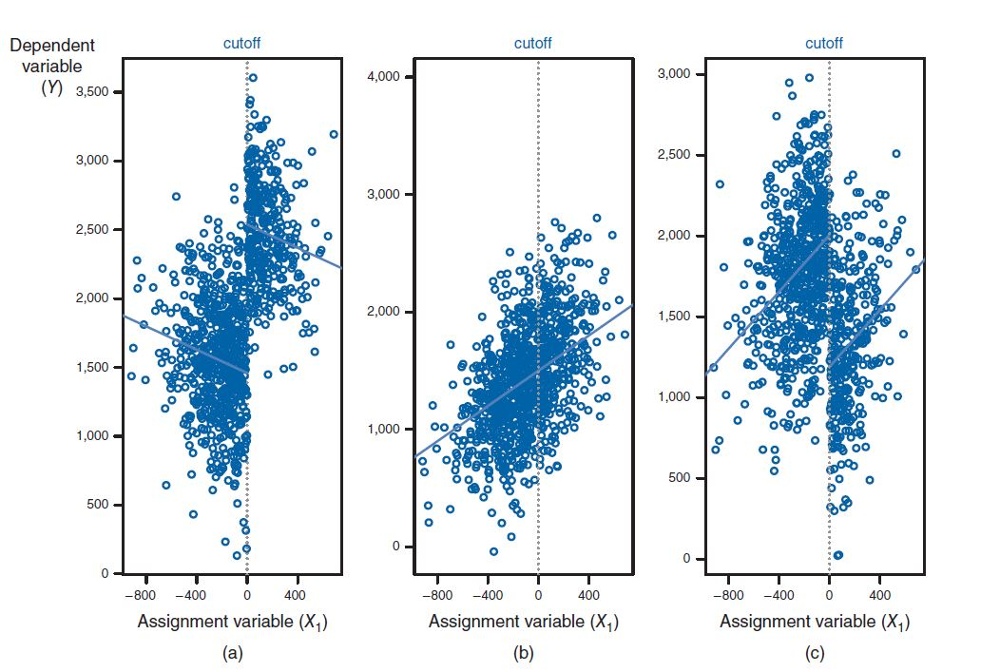 Dependent
variable
(Y)
cutoff
3,500
3,000
2,500
2,000
1,500
1,000
500
0
−800 −400 0 400
Assignment variable (X1)
(a)
cutoff
4,000
3,000
2,000
1,000
0
−800 −400 0 400
Assignment variable (X1)
(b)
cutoff
3,000
2,500
2,000
1,500
1,000
500
0
−800 −400 0 400
Assignment variable (X1)
(c)